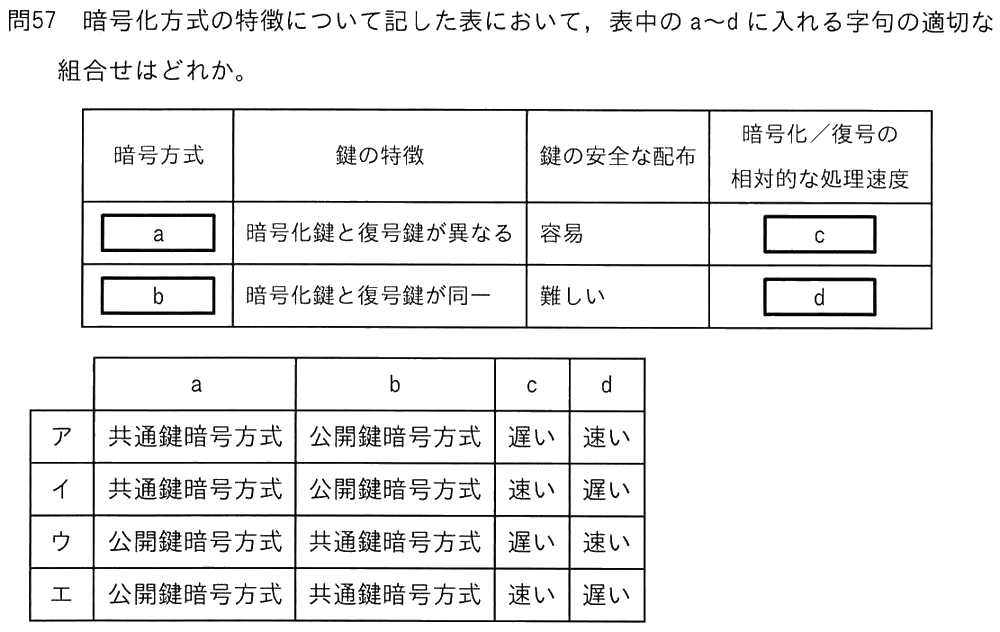 問57　暗号化方式の特徴について記した表において，表中の a～d に入れる字句の適切な
組合せはどれか。
暗号方式　鍵の特徴　鍵の安全な配布　暗号化／復号の
相対的な処理速度
a　暗号化鍵と復号鍵が異なる　容易　c
b　暗号化鍵と復号鍵が同一　難しい　d
a　b　c　d
ア　共通鍵暗号方式　公開鍵暗号方式　遅い　速い
イ　共通鍵暗号方式　公開鍵暗号方式　速い　遅い
ウ　公開鍵暗号方式　共通鍵暗号方式　遅い　速い
エ　公開鍵暗号方式　共通鍵暗号方式　速い　遅い